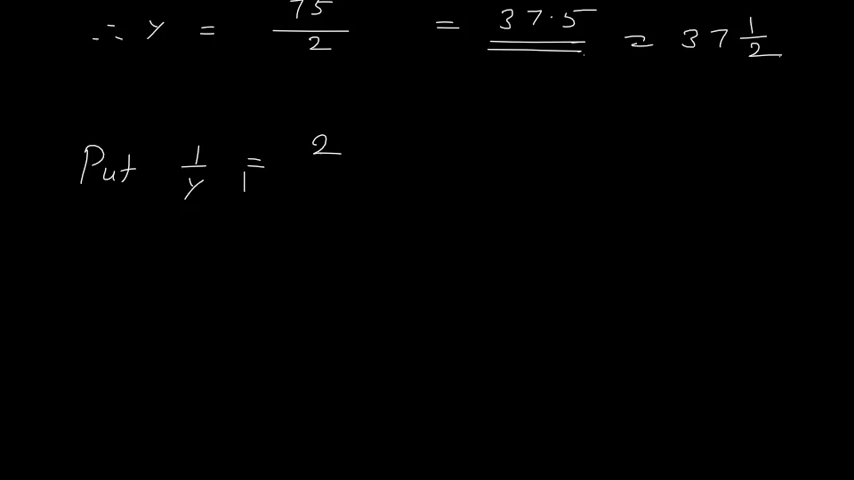 ∴ y = 75/2 = 37.5 = 37 1/2
Put 1/y = 2